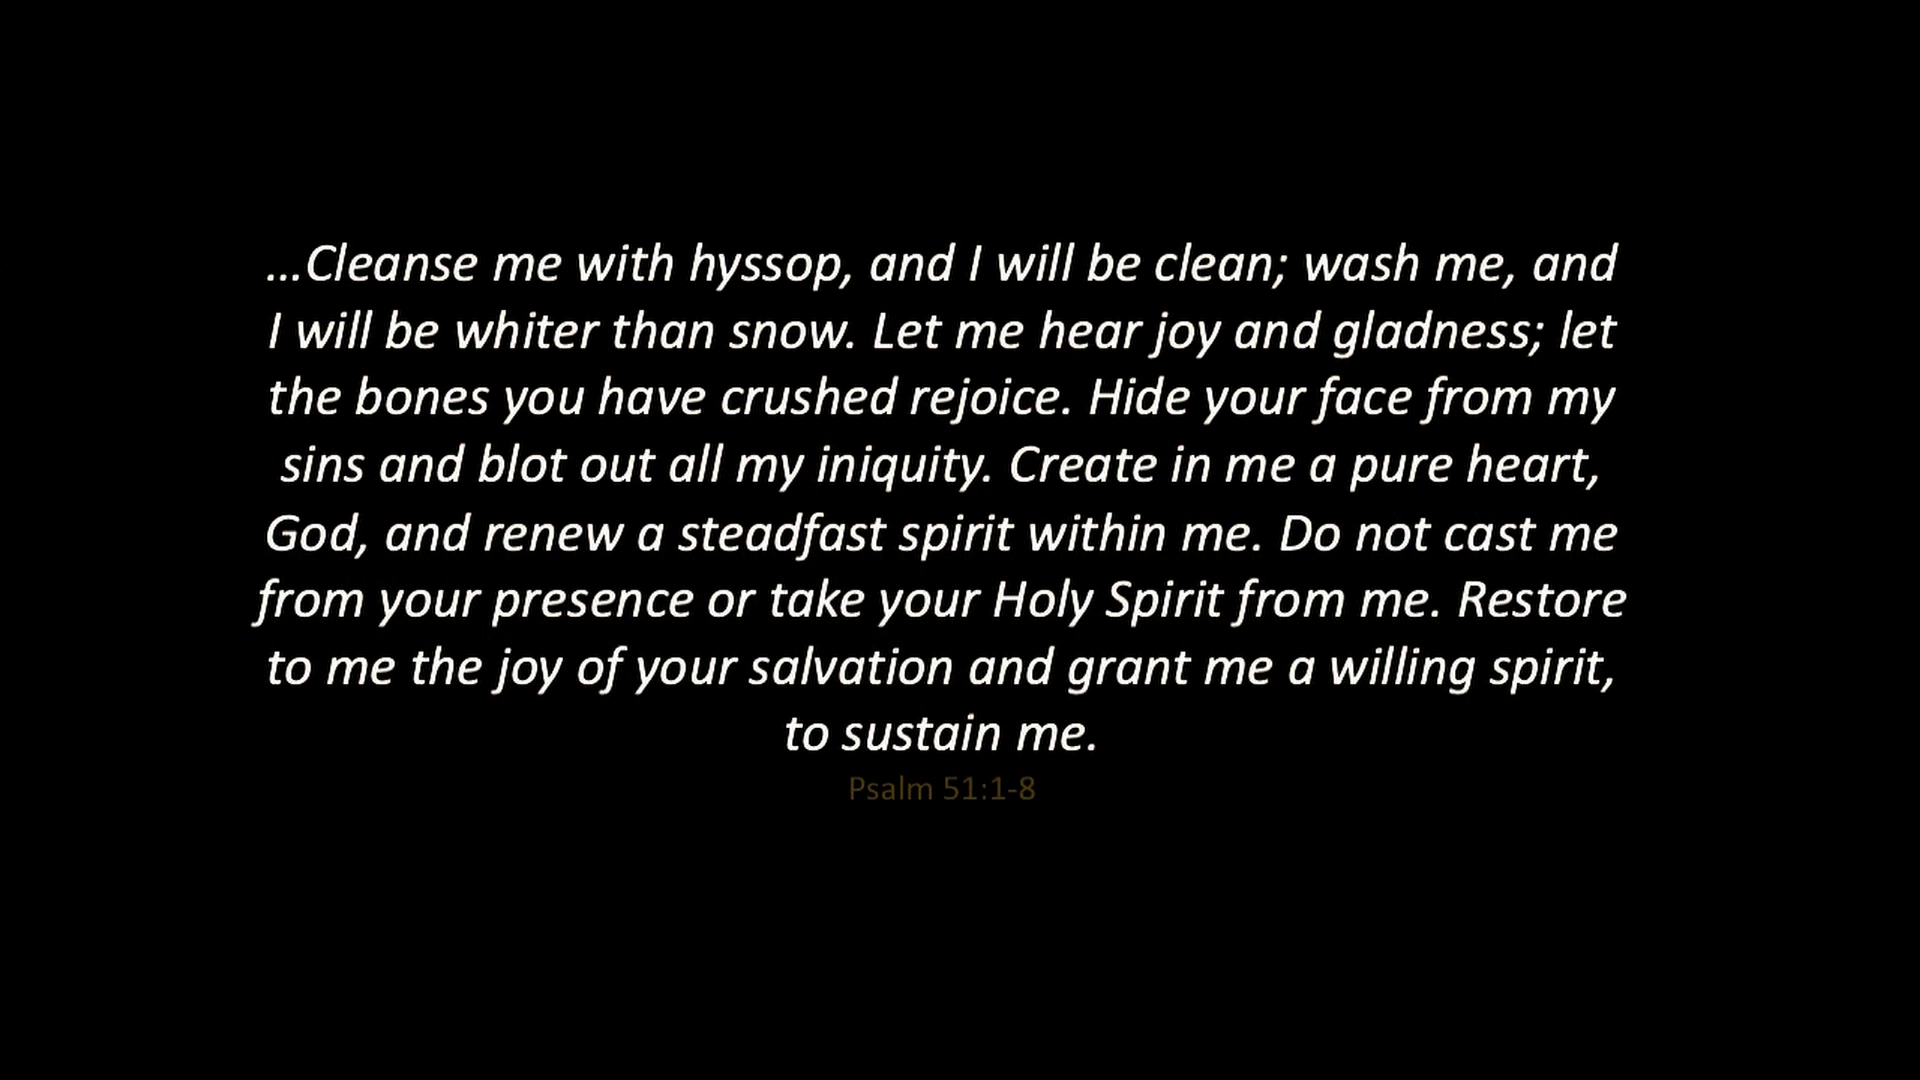 ...Cleanse me with hyssop, and I will be clean; wash me, and
I will be whiter than snow. Let me hear joy and gladness; let
the bones you have crushed rejoice. Hide your face from my
sins and blot out all my iniquity. Create in me a pure heart,
God, and renew a steadfast spirit within me. Do not cast me
from your presence or take your Holy Spirit from me. Restore
to me the joy of your salvation and grant me a willing spirit,
to sustain me.
Psalm 51:1-8